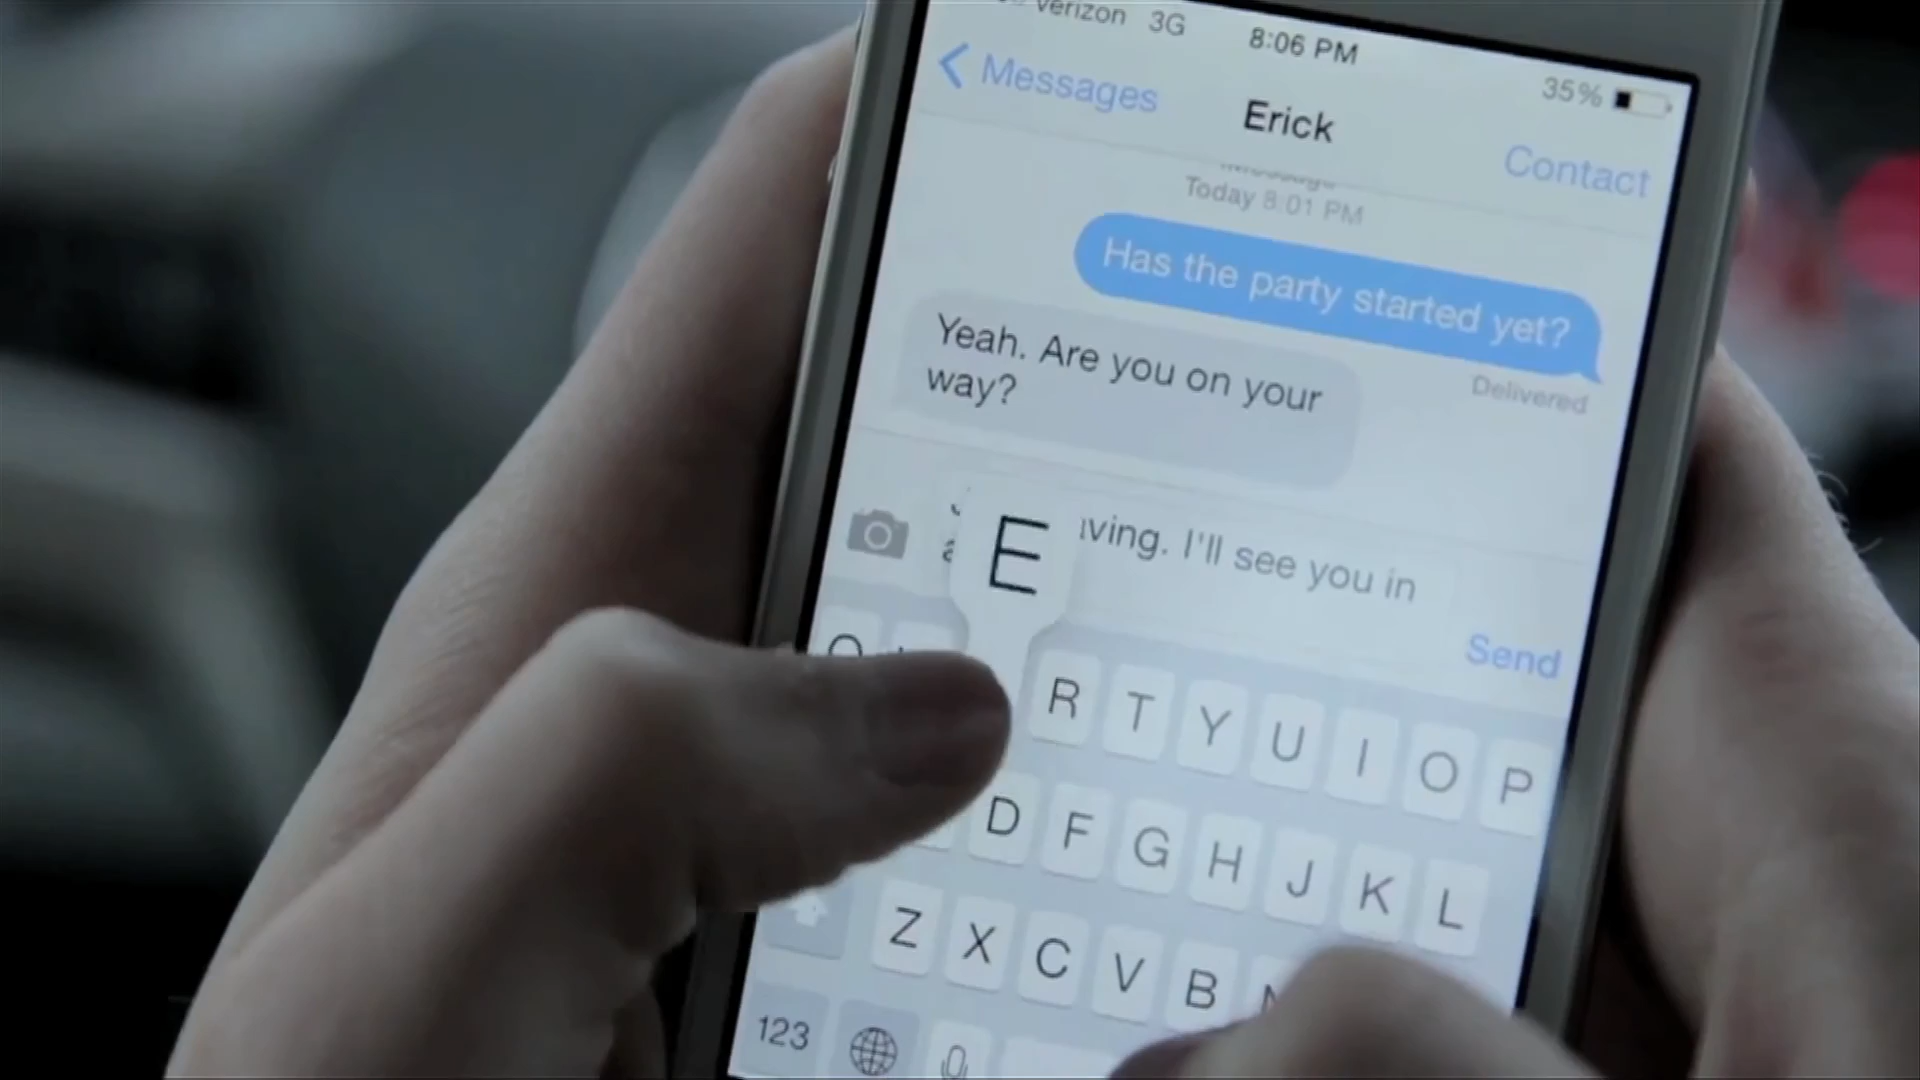 verizon 3G 8:06 PM 35%
Messages Erick Contact
Today 8:01 PM
Has the party started yet?
Delivered
Yeah. Are you on your
way?
E
ving. I'll see you in
Send
R T Y U I O P
D F G H J K L
Z X C V B
123